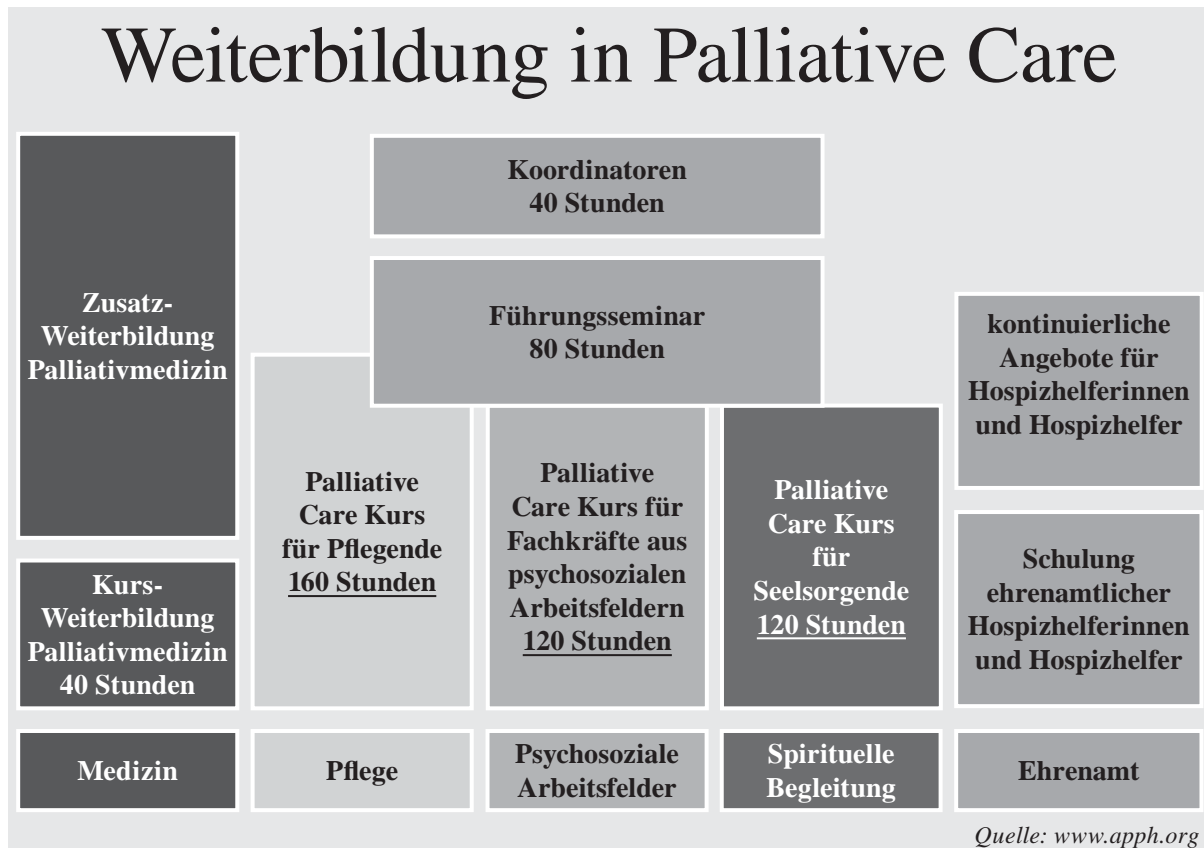 Weiterbildung in Palliative Care
Koordinatoren
40 Stunden
Führungsseminar
80 Stunden
Zusatz-
Weiterbildung
Palliativmedizin
Kurs-
Weiterbildung
Palliativmedizin
40 Stunden
Medizin
Palliative
Care Kurs
für Pflegende
160 Stunden
Pflege
Palliative
Care Kurs für
Fachkräfte aus
psychosozialen
Arbeitsfeldern
120 Stunden
Psychosoziale
Arbeitsfelder
Palliative
Care Kurs
für
Seelsorgende
120 Stunden
Spirituelle
Begleitung
kontinuierliche
Angebote für
Hospizhelferinnen
und Hospizhelfer
Schulung
ehrenamtlicher
Hospizhelferinnen
und Hospizhelfer
Ehrenamt
Quelle: www.apph.org